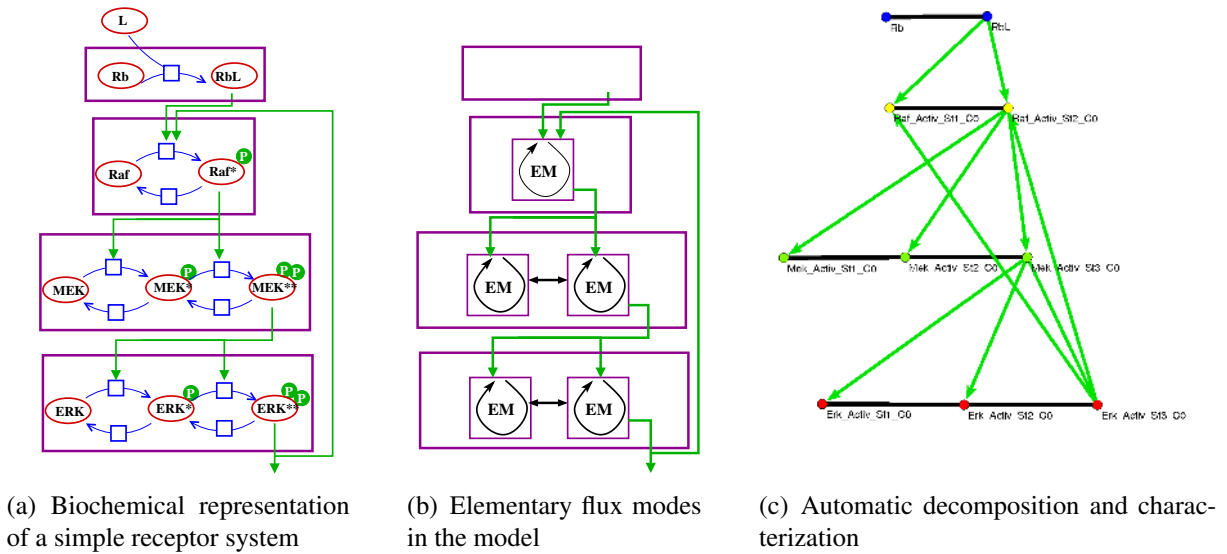 L
Rb
RbL
Raf
Raf*
P
MEK
MEK*
P
MEK**
P
P
ERK
ERK*
P
ERK**
P
P
(a) Biochemical representation
of a simple receptor system
EM
EM
EM
EM
EM
(b) Elementary flux modes
in the model
Rb
RbL
Raf_Activ_St1_C0
Raf_Activ_St2_C0
Mek_Activ_St1_C0
Mek_Activ_St2_C0
Mek_Activ_St3_C0
Erk_Activ_St1_C0
Erk_Activ_St2_C0
Erk_Activ_St3_C0
(c) Automatic decomposition and charac-
terization